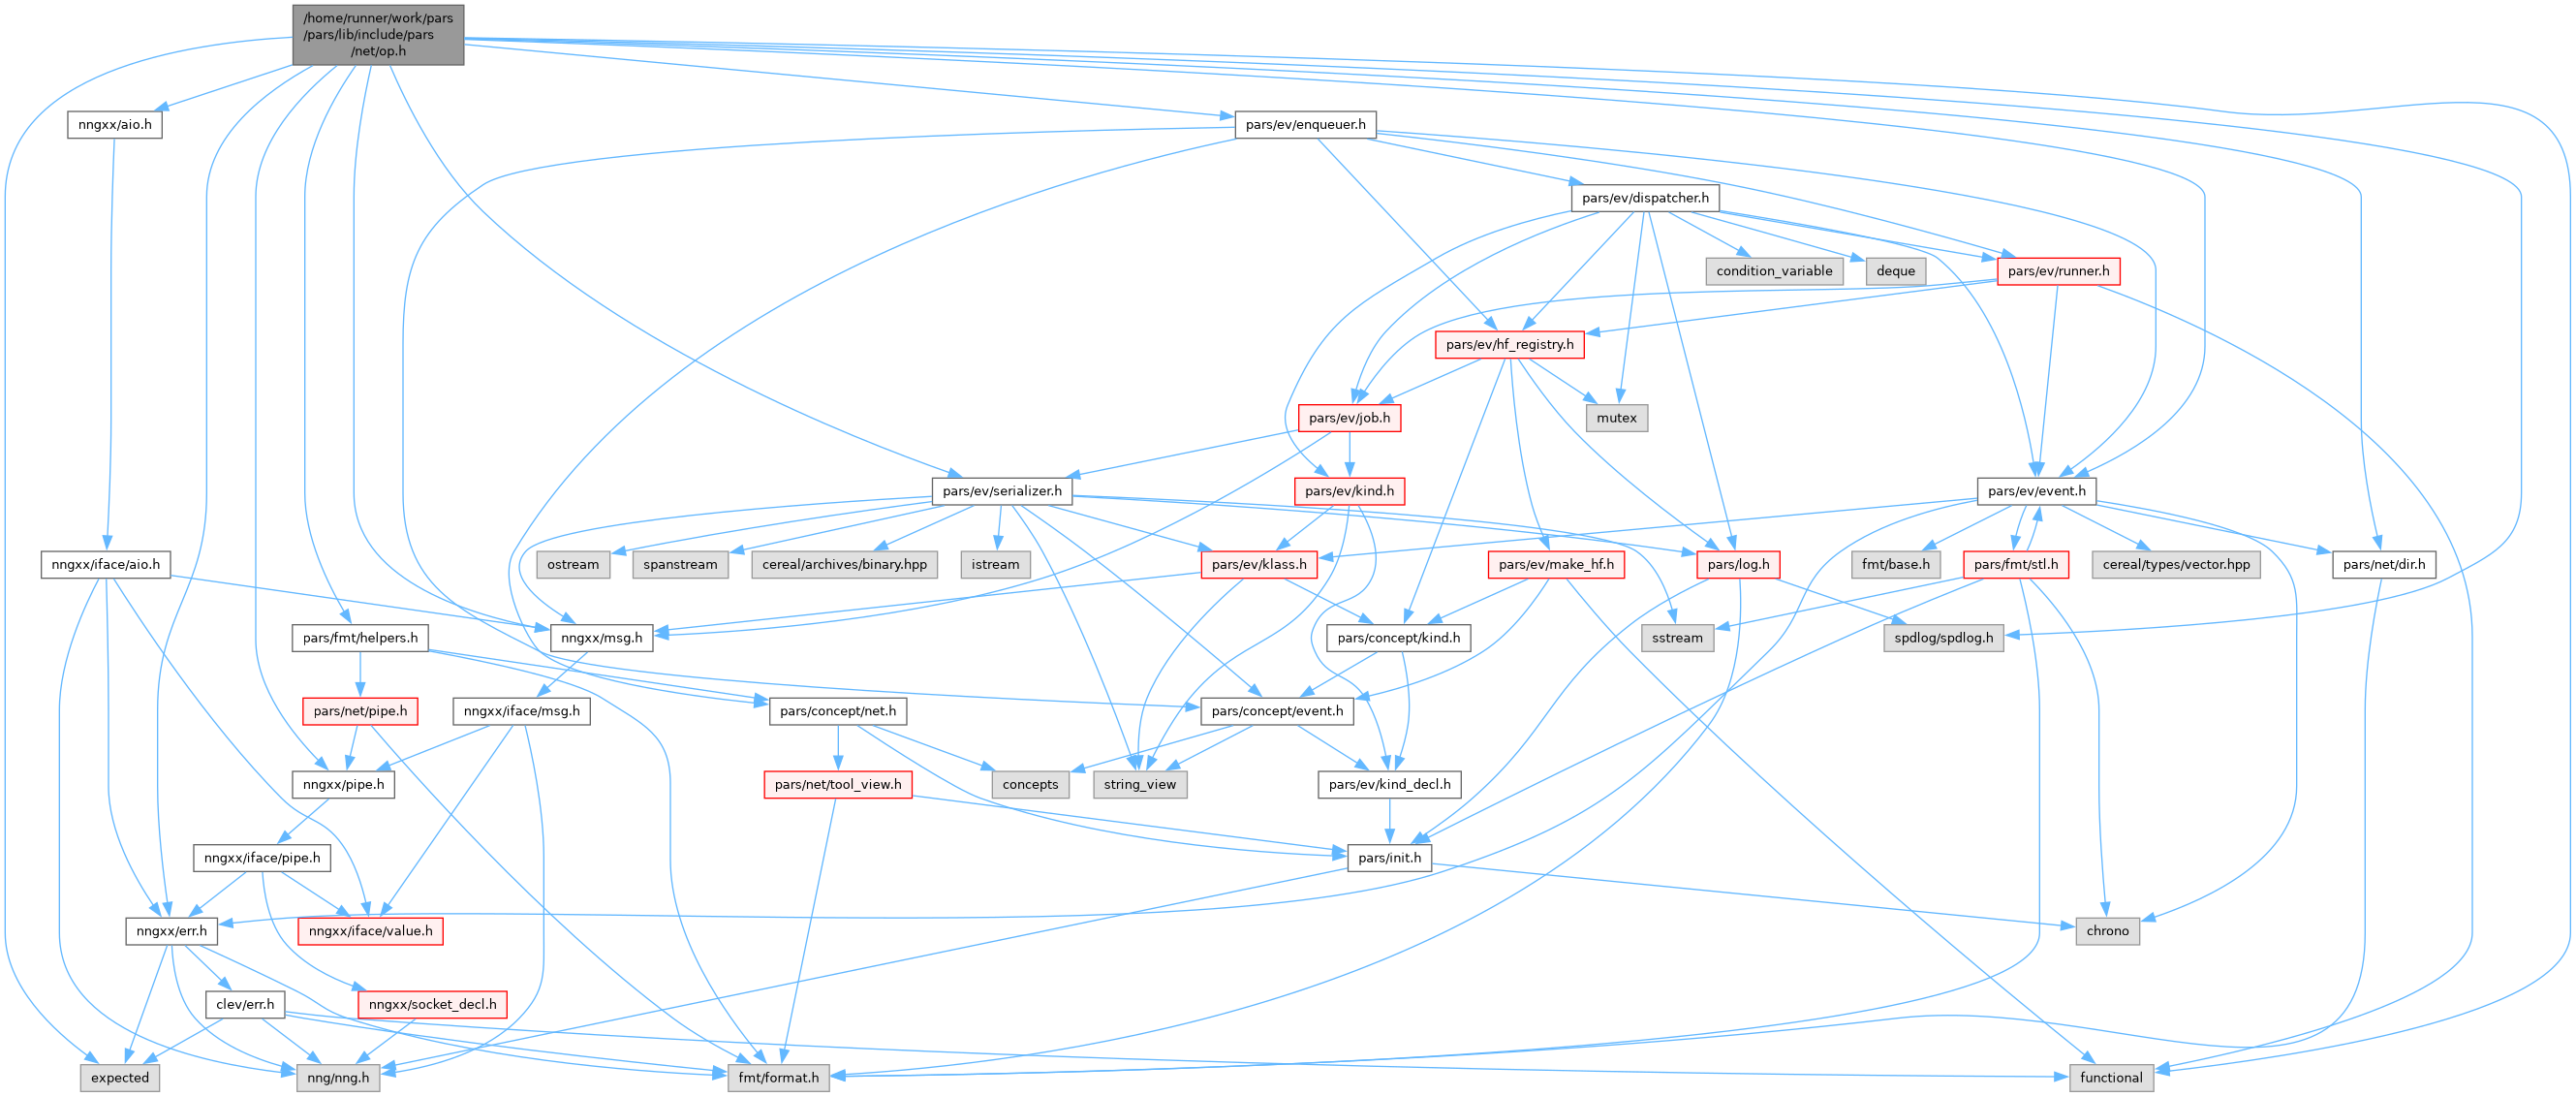 /home/runner/work/pars
/pars/lib/include/pars
/net/op.h
nngxx/aio.h
pars/ev/enqueuer.h
pars/ev/dispatcher.h
condition_variable
deque
pars/ev/runner.h
pars/ev/hf_registry.h
pars/ev/job.h
mutex
pars/ev/serializer.h
pars/ev/kind.h
pars/ev/event.h
nngxx/iface/aio.h
ostream
spanstream
cereal/archives/binary.hpp
istream
pars/ev/klass.h
pars/ev/make_hf.h
pars/log.h
fmt/base.h
pars/fmt/stl.h
cereal/types/vector.hpp
pars/net/dir.h
pars/fmt/helpers.h
nngxx/msg.h
pars/concept/kind.h
sstream
spdlog/spdlog.h
pars/net/pipe.h
nngxx/iface/msg.h
pars/concept/net.h
pars/concept/event.h
nngxx/pipe.h
pars/net/tool_view.h
concepts
string_view
pars/ev/kind_decl.h
nngxx/iface/pipe.h
pars/init.h
nngxx/err.h
nngxx/iface/value.h
chrono
clev/err.h
nngxx/socket_decl.h
expected
nng/nng.h
fmt/format.h
functional